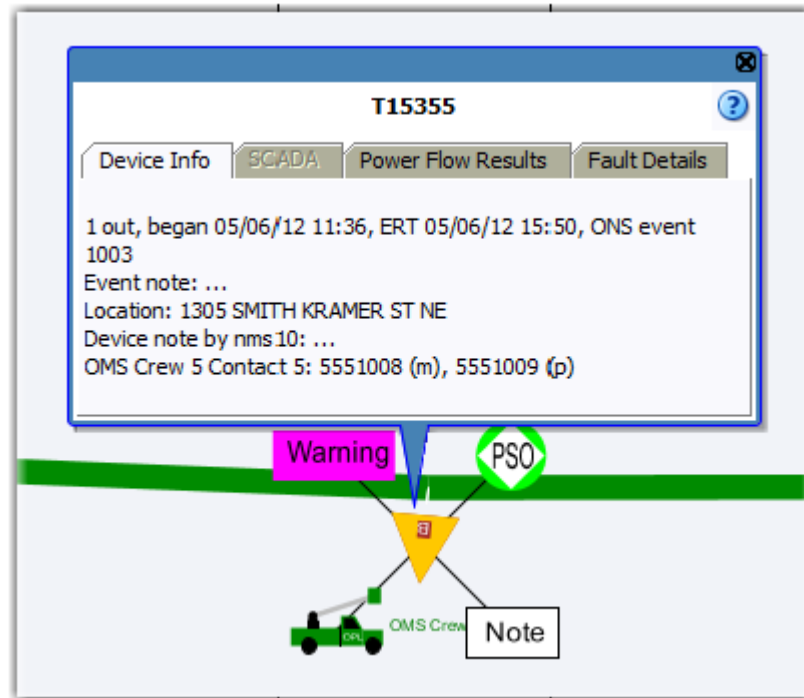 T15355
Device Info SCADA Power Flow Results Fault Details
1 out, began 05/06/12 11:36, ERT 05/06/12 15:50, ONS event
1003
Event note: ...
Location: 1305 SMITH KRAMER ST NE
Device note by nms10: ...
OMS Crew 5 Contact 5: 5551008 (m), 5551009 (p)
Warning
PSO
OPL
OMS Crew
Note